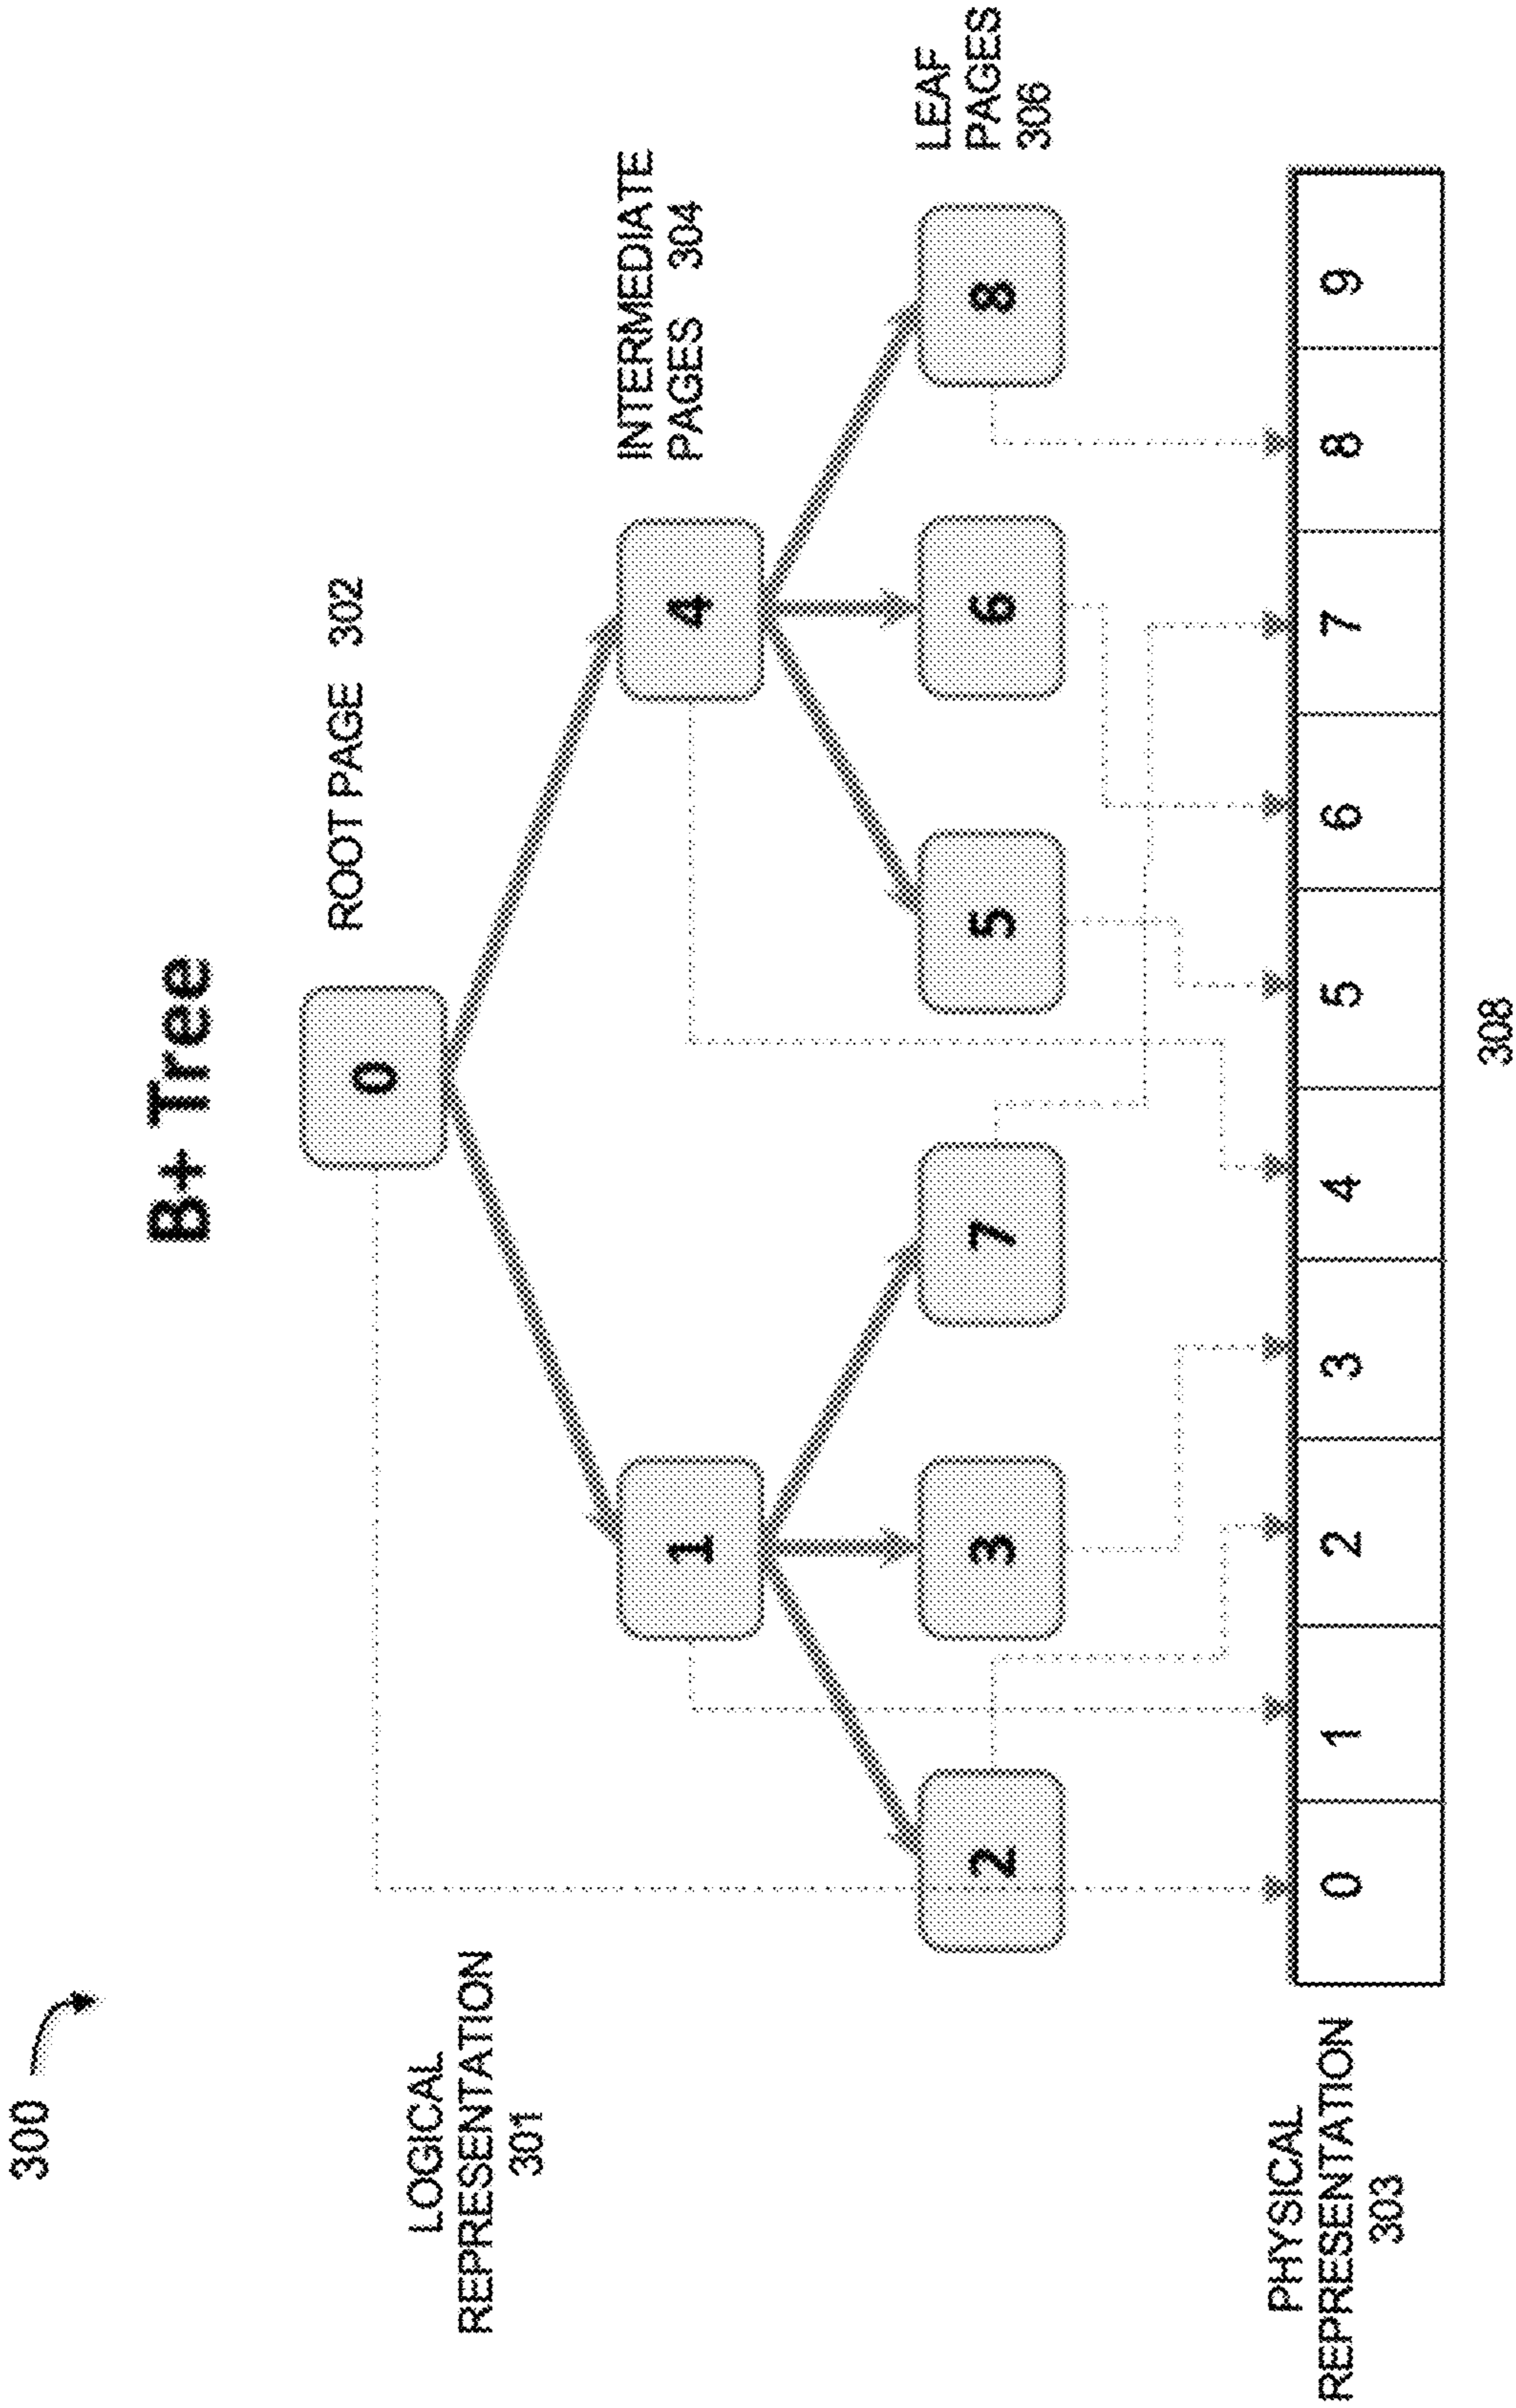 300
B+ Tree
LOGICAL
REPRESENTATION
301
0
ROOT PAGE 302
1
4
INTERMEDIATE
PAGES 304
2
3
7
5
6
8
LEAF
PAGES
306
PHYSICAL
REPRESENTATION
303
0 1 2 3 4 5 6 7 8 9
308